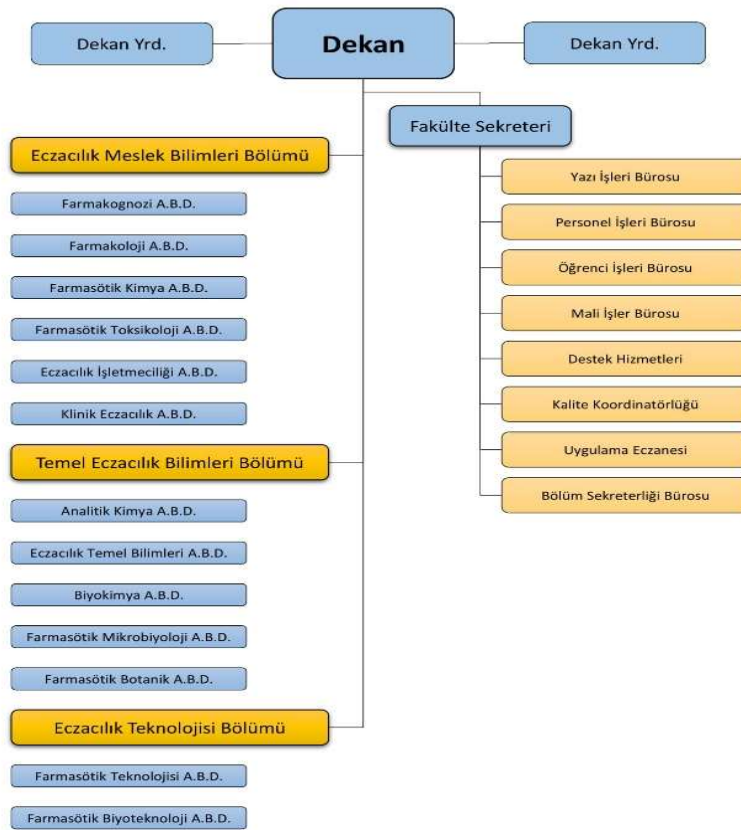 Dekan Yrd.
Dekan
Dekan Yrd.
Fakülte Sekreteri
Eczacılık Meslek Bilimleri Bölümü
Farmakognozi A.B.D.
Farmakoloji A.B.D.
Farmasötik Kimya A.B.D.
Farmasötik Toksikoloji A.B.D.
Eczacılık İşletmeciliği A.B.D.
Klinik Eczacılık A.B.D.
Temel Eczacılık Bilimleri Bölümü
Analitik Kimya A.B.D.
Eczacılık Temel Bilimleri A.B.D.
Biyokimya A.B.D.
Farmasötik Mikrobiyoloji A.B.D.
Farmasötik Botanik A.B.D.
Eczacılık Teknolojisi Bölümü
Farmasötik Teknolojisi A.B.D.
Farmasötik Biyoteknoloji A.B.D.
Yazı İşleri Bürosu
Personel İşleri Bürosu
Öğrenci İşleri Bürosu
Mali İşler Bürosu
Destek Hizmetleri
Kalite Koordinatörlüğü
Uygulama Eczanesi
Bölüm Sekreterliği Bürosu